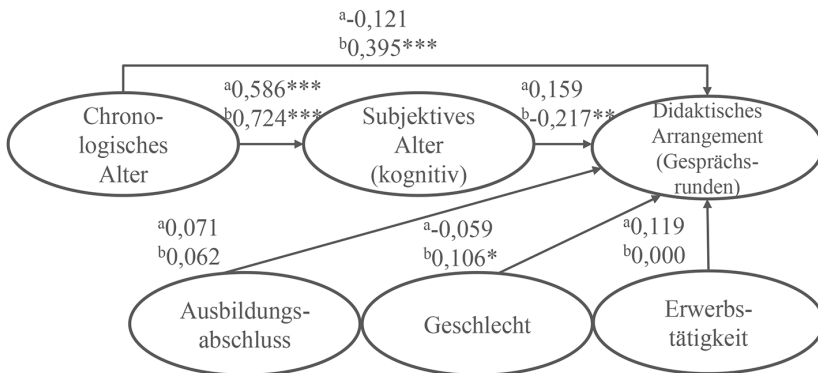 a-0,121
b0,395***
a0,586***
b0,724***
a0,159
b-0,217**
Chrono-
logisches
Alter
Subjektives
Alter
(kognitiv)
Didaktisches
Arrangement
(Gesprächs-
runden)
a0,071
b0,062
a-0,059
b0,106*
a0,119
b0,000
Ausbildungs-
abschluss
Geschlecht
Erwerbs-
tätigkeit